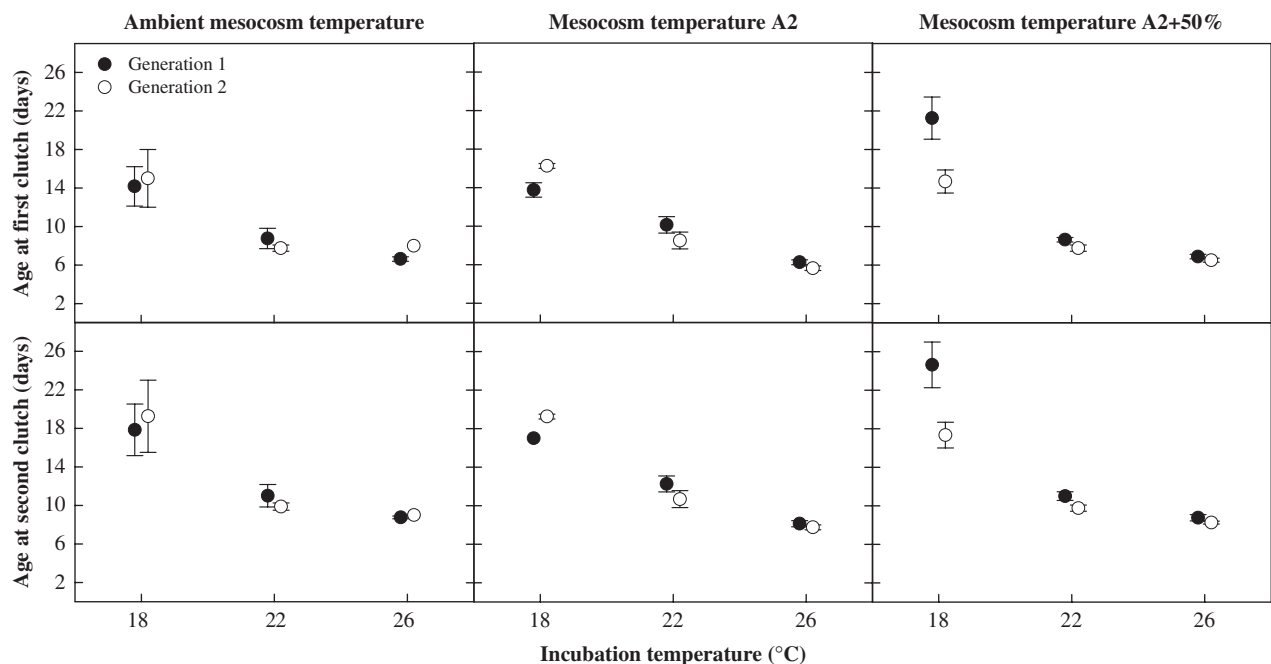 Ambient mesocosm temperature
Mesocosm temperature A2
Mesocosm temperature A2+50%
Generation 1
Generation 2
Age at first clutch (days)
26
22
18
14
10
6
2
Age at second clutch (days)
26
22
18
14
10
6
2
18 22 26 18 22 26 18 22 26
Incubation temperature (°C)